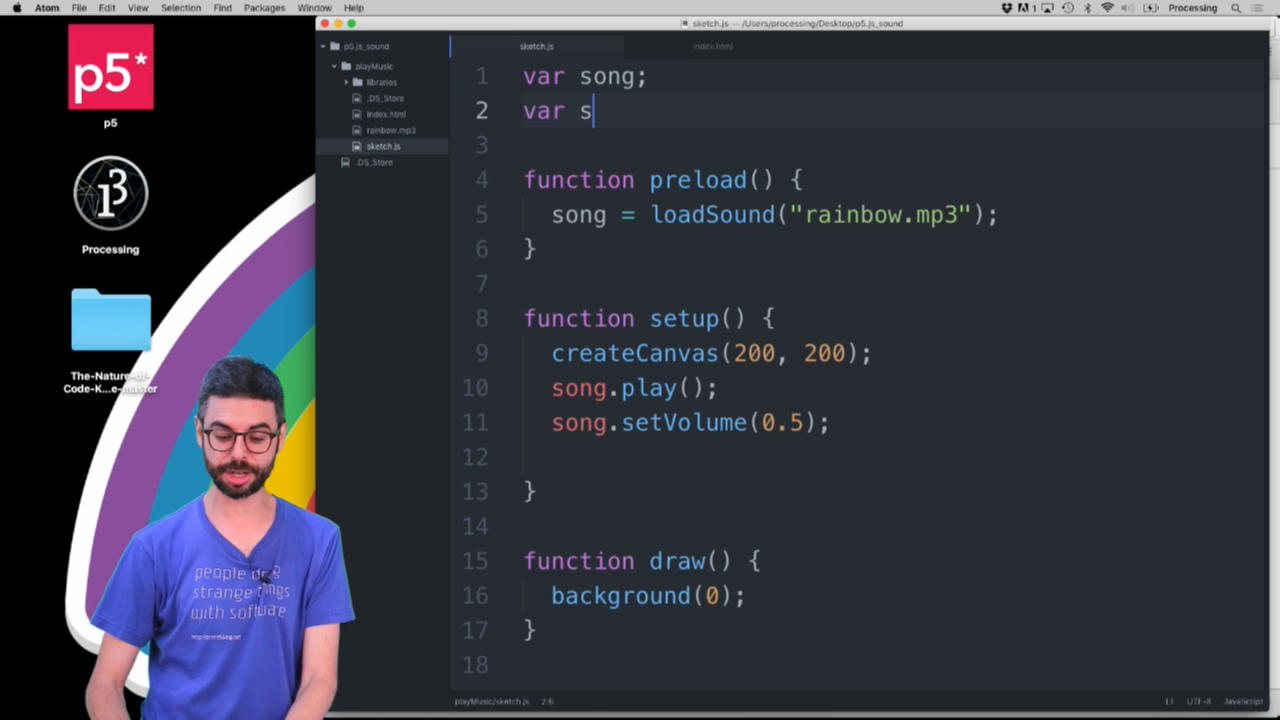 Atom File Edit View Selection Find Packages Window Help
1
Processing
sketch.js — /Users/processing/Desktop/p5.js_sound
p5*
p5
Processing
The-Nature-of-
Code-K...e-master
p5.js_sound
playMusic
libraries
.DS_Store
index.html
rainbow.mp3
sketch.js
.DS_Store
sketch.js index.html
1 var song;
2 var s
3
4 function preload() {
5 song = loadSound("rainbow.mp3");
6 }
7
8 function setup() {
9 createCanvas(200, 200);
10 song.play();
11 song.setVolume(0.5);
12
13 }
14
15 function draw() {
16 background(0);
17 }
18
people
strange things
with software
playMusic/sketch.js 2:6
LF UTF-8 JavaScript